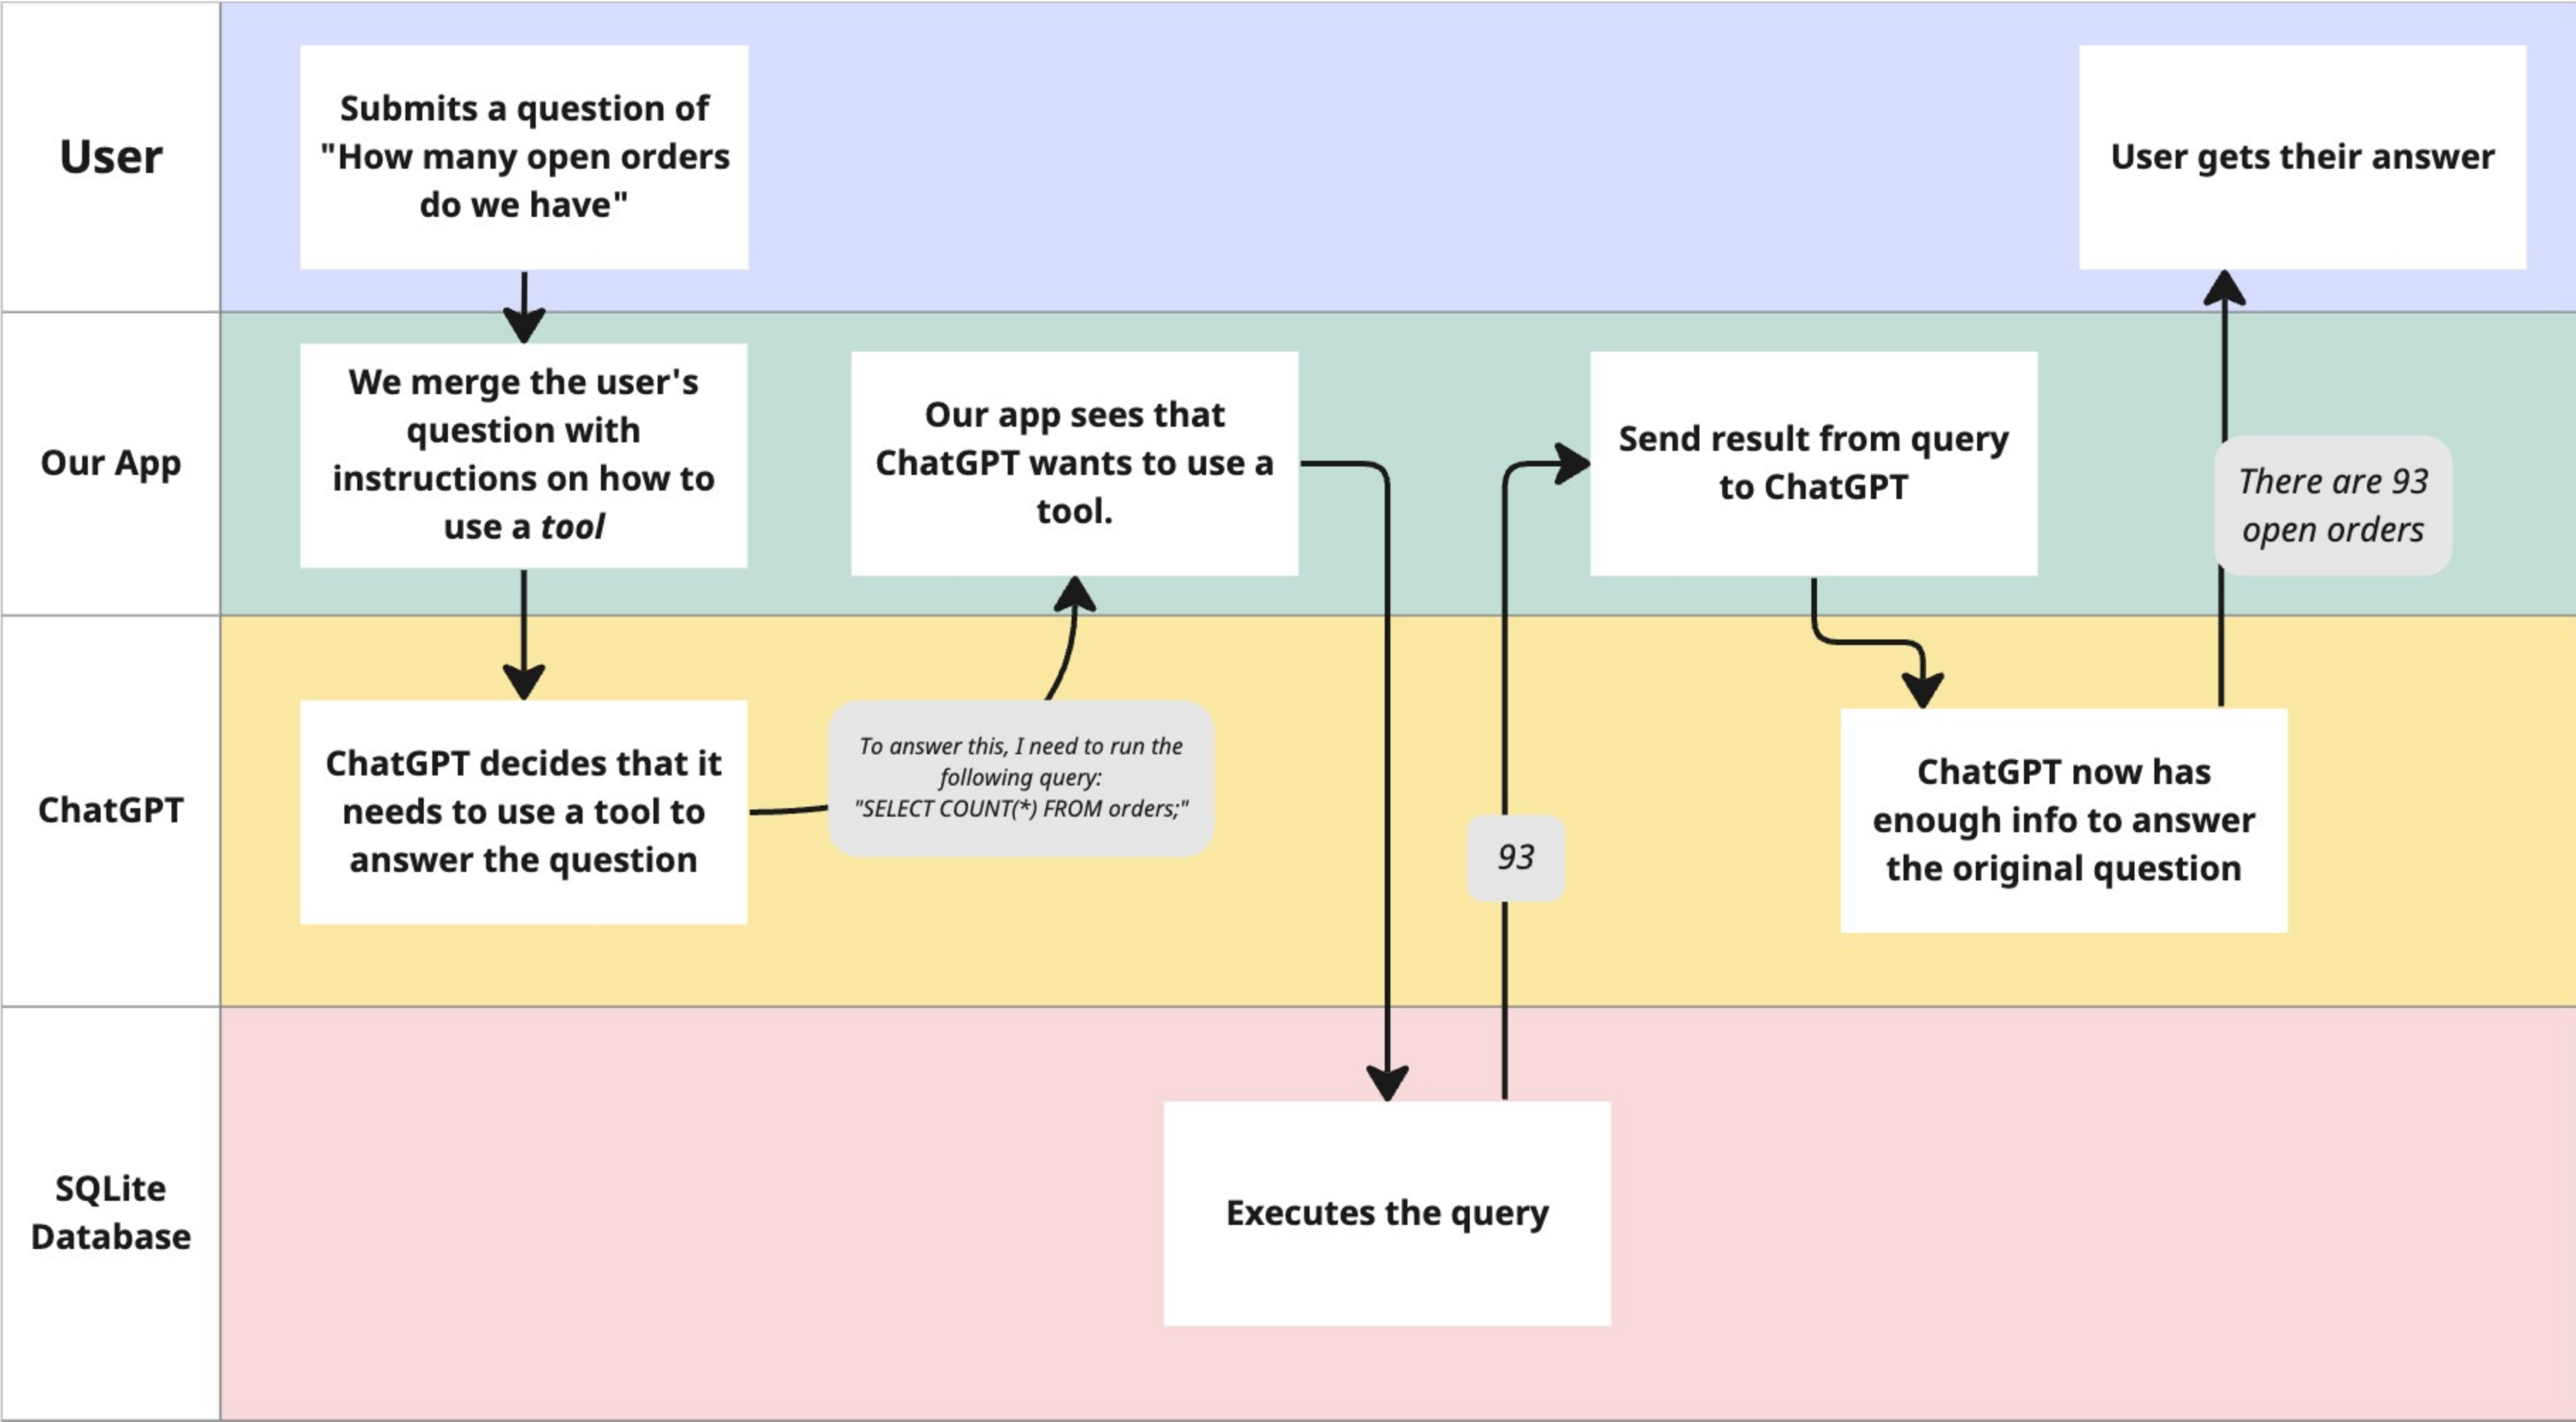 User
Submits a question of
"How many open orders
do we have"
User gets their answer
Our App
We merge the user's
question with
instructions on how to
use a tool
Our app sees that
ChatGPT wants to use a
tool.
Send result from query
to ChatGPT
There are 93
open orders
ChatGPT
ChatGPT decides that it
needs to use a tool to
answer the question
To answer this, I need to run the
following query:
"SELECT COUNT(*) FROM orders;"
93
ChatGPT now has
enough info to answer
the original question
SQLite
Database
Executes the query